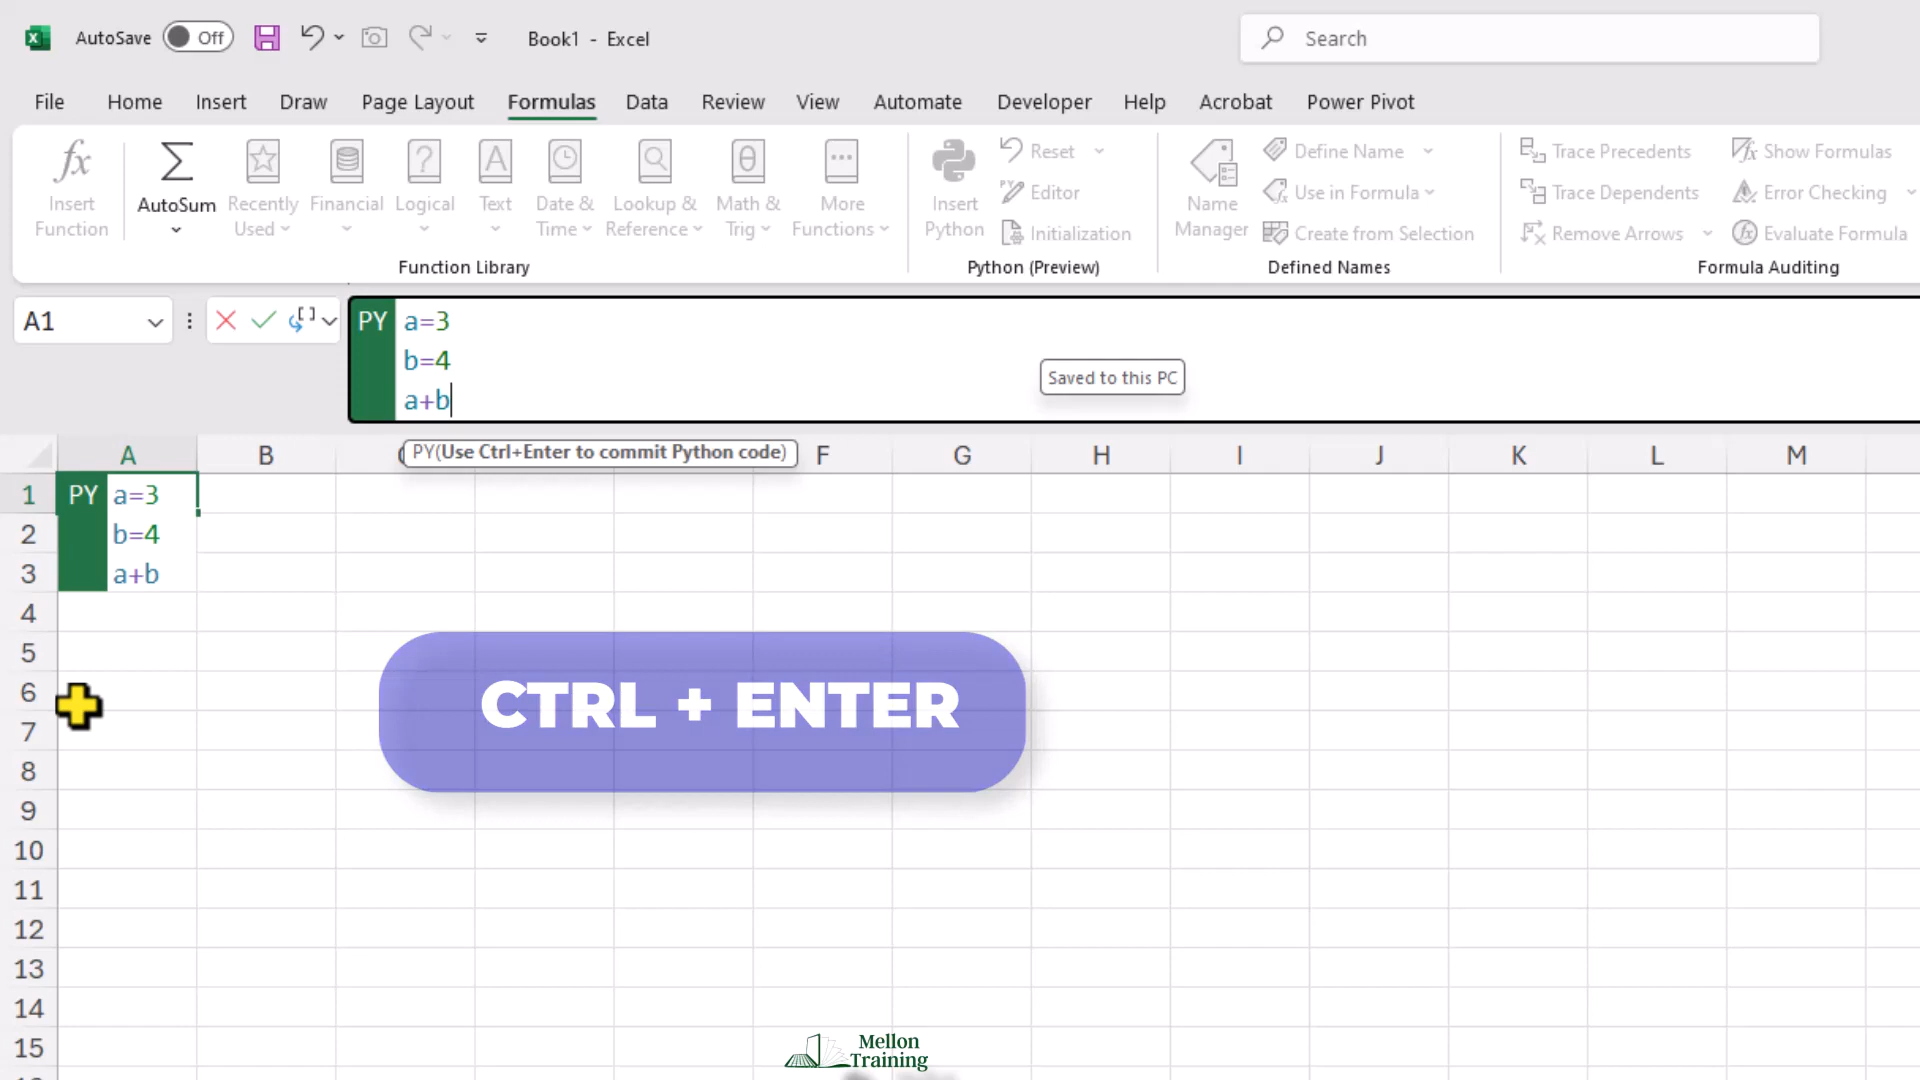 AutoSave Off Book1 - Excel Search
File Home Insert Draw Page Layout Formulas Data Review View Automate Developer Help Acrobat Power Pivot
fx Insert Function
AutoSum
Recently Used
Financial
Logical
Text
Date & Time
Lookup & Reference
Math & Trig
More Functions
Function Library
Insert Python
Reset
Editor
Initialization
Python (Preview)
Name Manager
Define Name
Use in Formula
Create from Selection
Defined Names
Trace Precedents
Trace Dependents
Remove Arrows
Show Formulas
Error Checking
Evaluate Formula
Formula Auditing
A1
PY a=3
b=4
a+b
Saved to this PC
PY(Use Ctrl+Enter to commit Python code)
A B F G H I J K L M
1 PY a=3
2 b=4
3 a+b
4
5
6
7
8
9
10
11
12
13
14
15
CTRL + ENTER
Mellon
Training